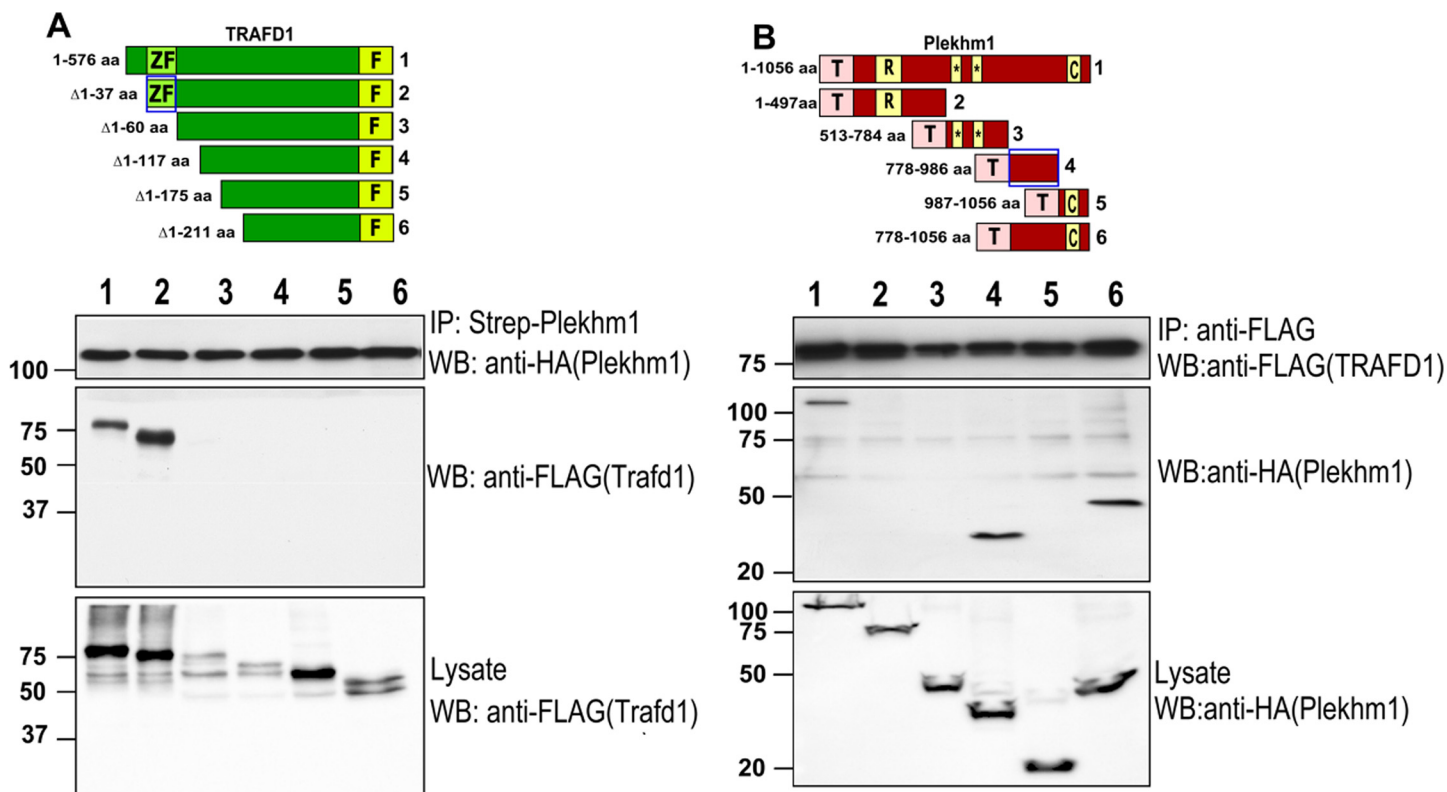 A
TRAFD1
1-576 aa ZF F 1
Δ1-37 aa ZF F 2
Δ1-60 aa F 3
Δ1-117 aa F 4
Δ1-175 aa F 5
Δ1-211 aa F 6
1 2 3 4 5 6
IP: Strep-Plekhm1
100
WB: anti-HA(Plekhm1)
75
50
37
WB: anti-FLAG(Trafd1)
75
50
37
Lysate
WB: anti-FLAG(Trafd1)
B
Plekhm1
1-1056 aa T R * * C 1
1-497aa T R 2
513-784 aa T * * 3
778-986 aa T 4
987-1056 aa T C 5
778-1056 aa T C 6
1 2 3 4 5 6
75
IP: anti-FLAG
WB:anti-FLAG(TRAFD1)
100
75
50
20
WB:anti-HA(Plekhm1)
100
75
50
20
Lysate
WB:anti-HA(Plekhm1)